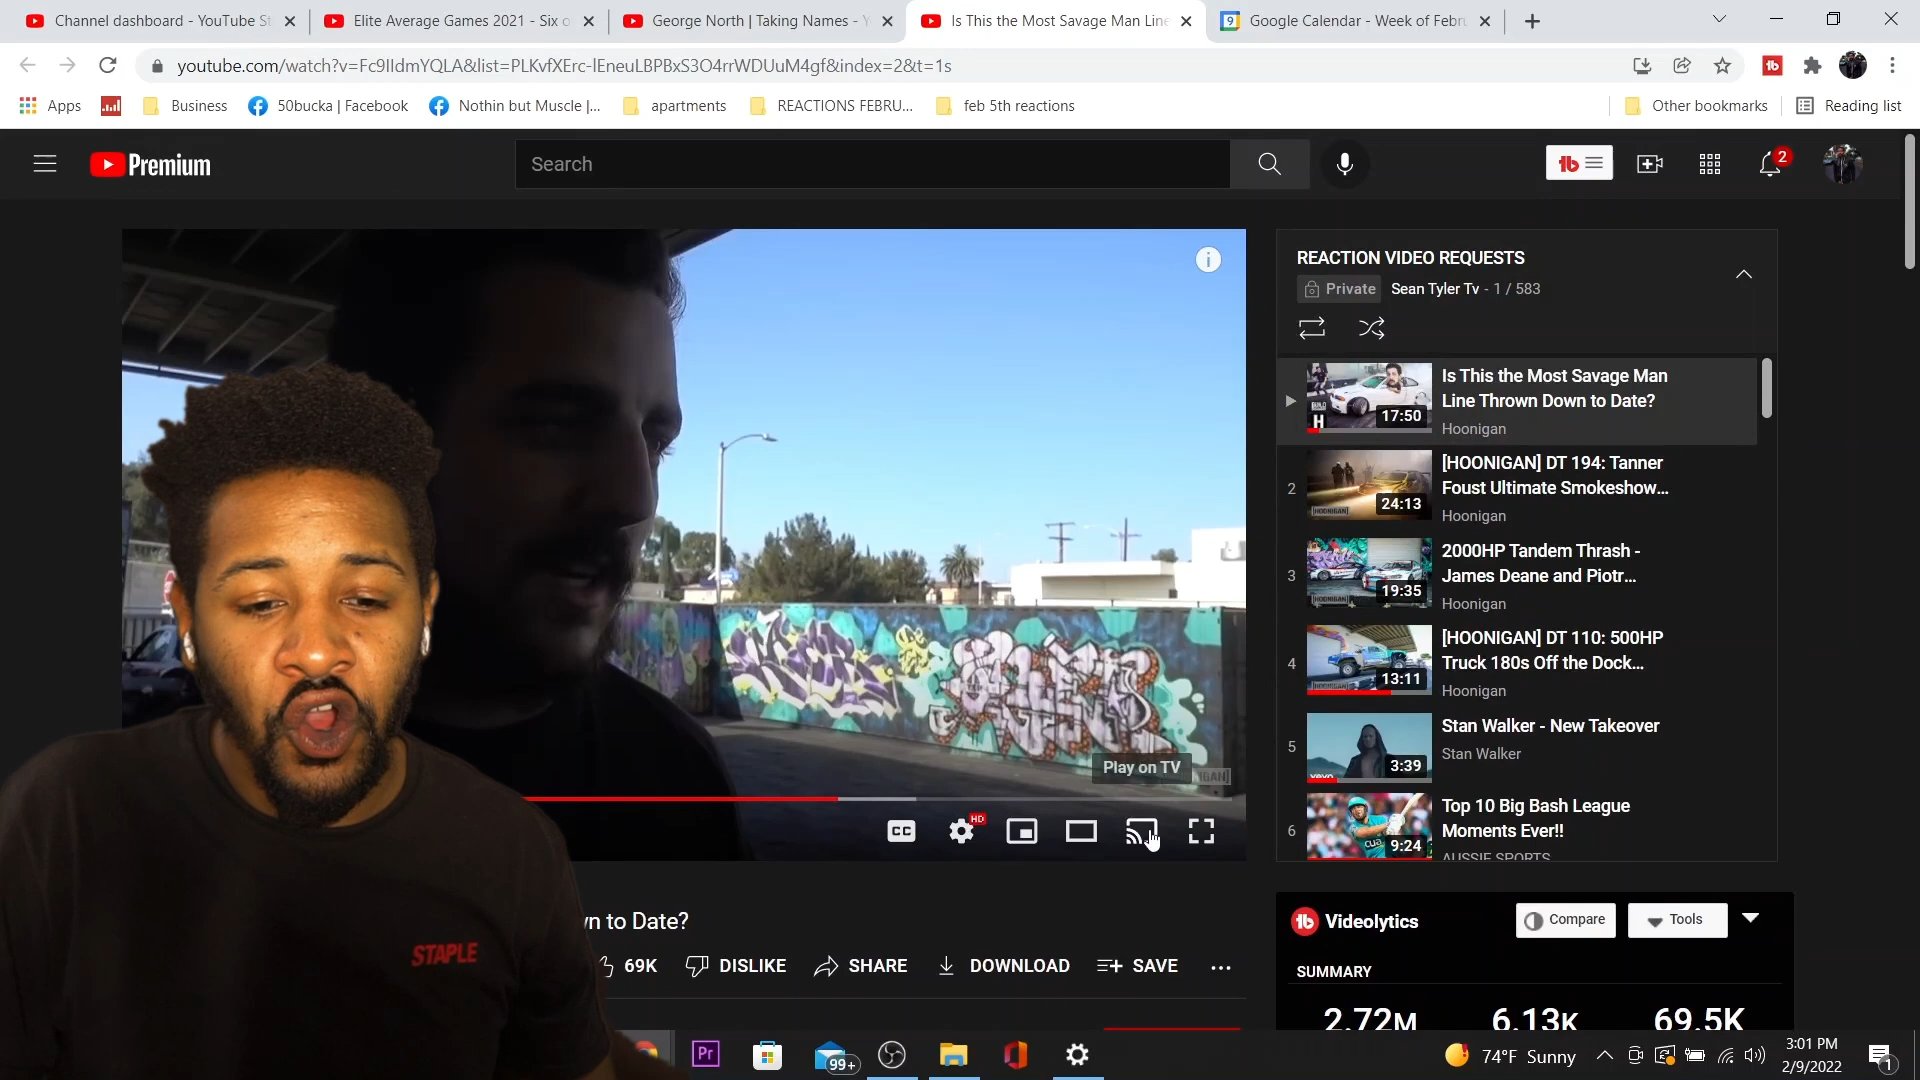 Channel dashboard - YouTube St
Elite Average Games 2021 - Six o
George North | Taking Names - Y
Is This the Most Savage Man Line
Google Calendar - Week of Febru
youtube.com/watch?v=Fc9IldmYQLA&list=PLKvfXErc-lEneuLBPBxS3O4rrWDUuM4gf&index=2&t=1s
Apps
Business
50bucka | Facebook
Nothin but Muscle |...
apartments
REACTIONS FEBRU...
feb 5th reactions
Other bookmarks
Reading list
Premium
Search
2
REACTION VIDEO REQUESTS
Private Sean Tyler Tv - 1 / 583
Is This the Most Savage Man
Line Thrown Down to Date?
Hoonigan
17:50
2
[HOONIGAN] DT 194: Tanner
Foust Ultimate Smokeshow...
Hoonigan
24:13
3
2000HP Tandem Thrash -
James Deane and Piotr...
Hoonigan
19:35
4
[HOONIGAN] DT 110: 500HP
Truck 180s Off the Dock...
Hoonigan
13:11
5
Stan Walker - New Takeover
Stan Walker
3:39
6
Top 10 Big Bash League
Moments Ever!!
AUSSIE SPORTS
9:24
Play on TV
CC
HD
n to Date?
69K
DISLIKE
SHARE
DOWNLOAD
SAVE
STAPLE
Videolytics
Compare
Tools
SUMMARY
2.72M 6.13K 69.5K
Pr
99+
74°F Sunny
3:01 PM
2/9/2022
1